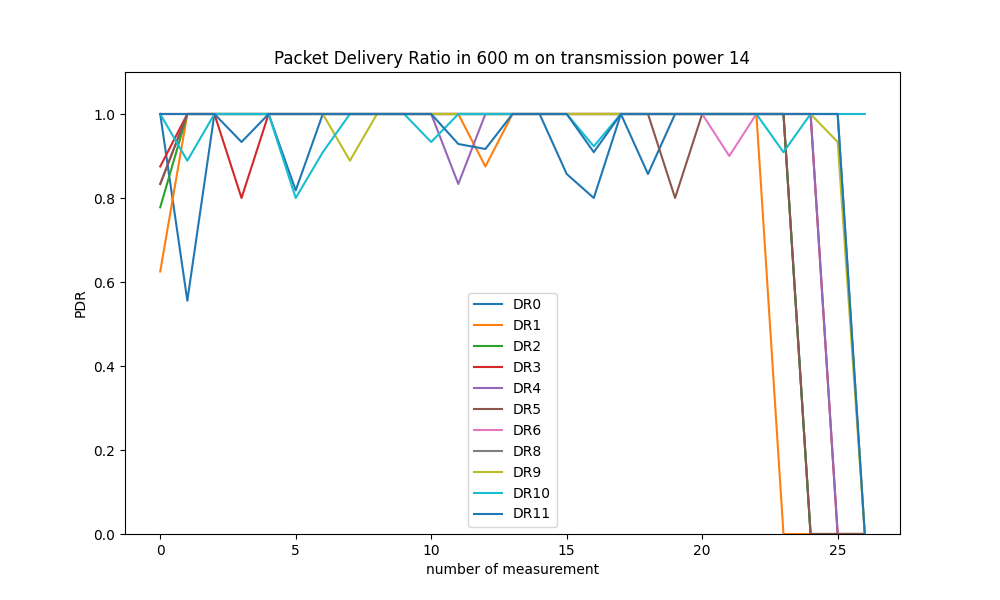 Packet Delivery Ratio in 600 m on transmission power 14
1.0
0.8
0.6
0.4
0.2
0.0
PDR
DR0
DR1
DR2
DR3
DR4
DR5
DR6
DR8
DR9
DR10
DR11
0 5 10 15 20 25
number of measurement